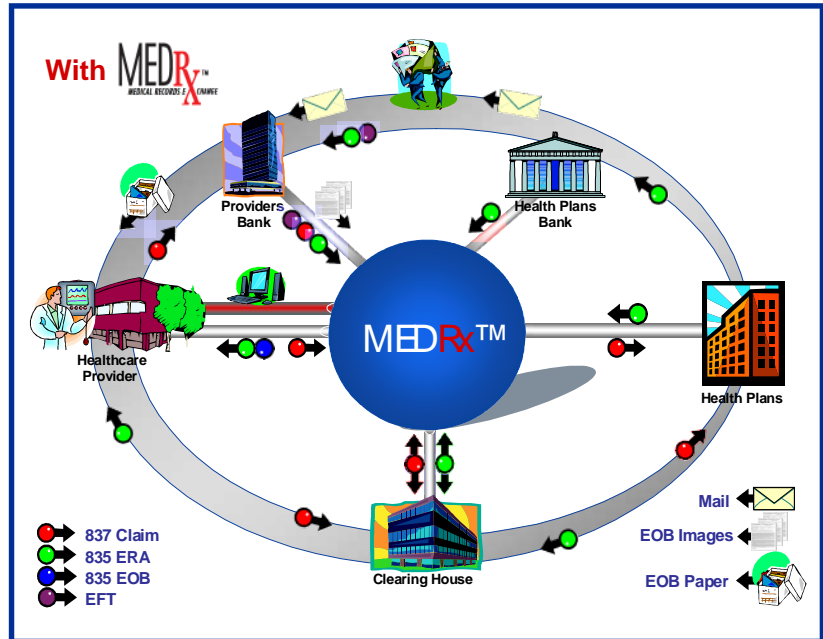 With MEDRx™
MEDICAL RECORDS EXCHANGE
Providers
Bank
Health Plans
Bank
MEDRx™
Healthcare
Provider
Health Plans
Clearing House
837 Claim
835 ERA
835 EOB
EFT
Mail
EOB Images
EOB Paper